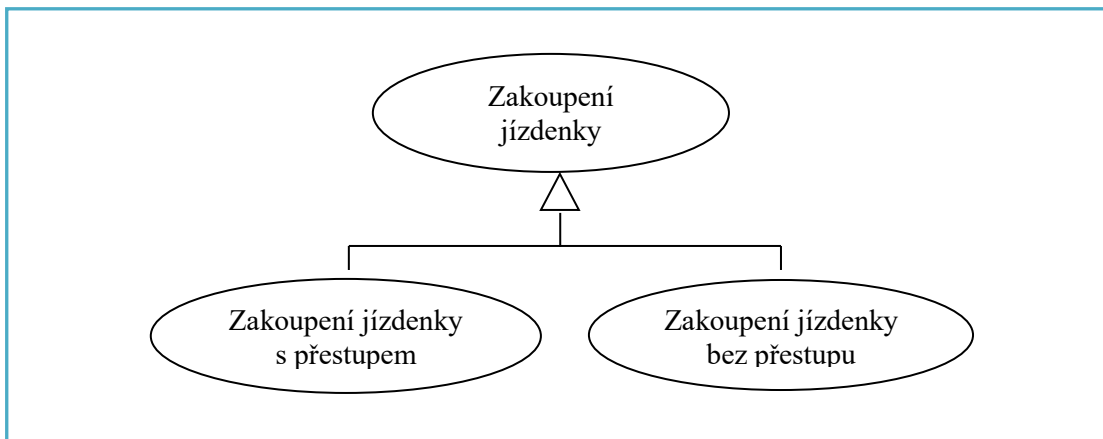 Zakoupení
jízdenky
Zakoupení jízdenky
s přestupem
Zakoupení jízdenky
bez přestupu